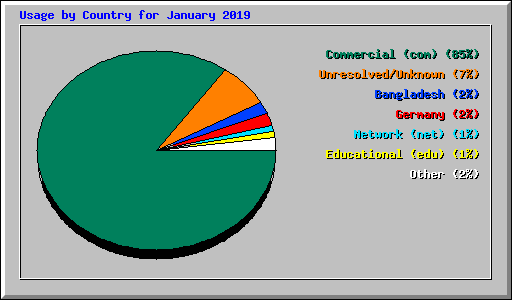 Usage by Country for January 2019
Commercial (com) (85%)
Unresolved/Unknown (7%)
Bangladesh (2%)
Germany (2%)
Network (net) (1%)
Educational (edu) (1%)
Other (2%)